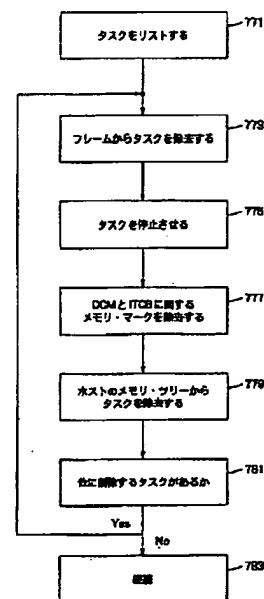 タスクをリストする
771
フレームからタスクを除去する
773
タスクを停止させる
775
DCMとITCBに関する
メモリ・マークを除去する
777
ホストのメモリ・ツリーから
タスクを除去する
779
他に削除するタスクがあるか
781
Yes
No
783